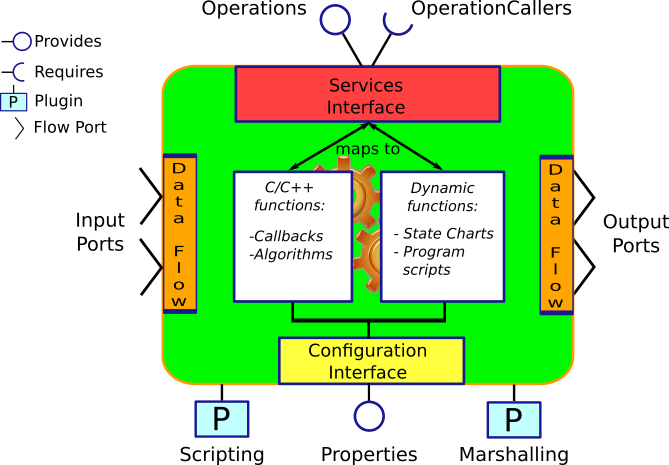 Operations
OperationCallers
Provides
Requires
P
Plugin
Flow Port
Services
Interface
maps to
Data Flow
C/C++
functions:
-Callbacks
-Algorithms
Dynamic
functions:
- State Charts
- Program
scripts
Data Flow
Input
Ports
Output
Ports
Configuration
Interface
P
P
Scripting
Properties
Marshalling